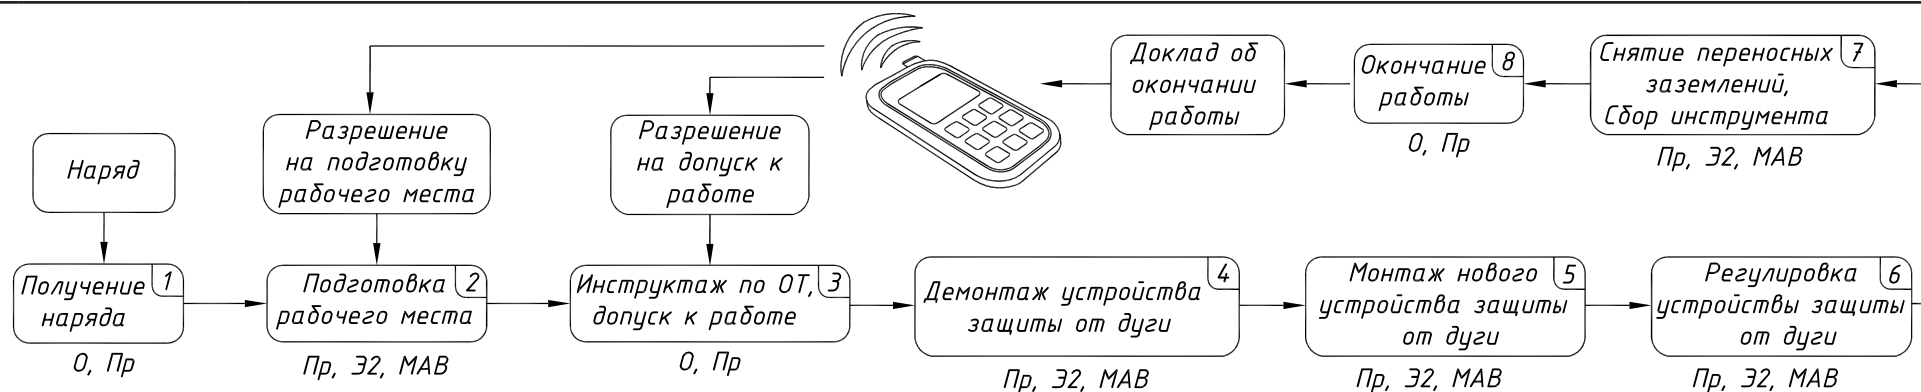 Наряд
Получение
наряда
1
О, Пр
Разрешение
на подготовку
рабочего места
Подготовка
рабочего места
2
Пр, Э2, МАВ
Разрешение
на допуск к
работе
Инструктаж по ОТ,
допуск к работе
3
О, Пр
Демонтаж устройства
защиты от дуги
4
Пр, Э2, МАВ
Монтаж нового
устройства защиты
от дуги
5
Пр, Э2, МАВ
Регулировка
устройствы защиты
от дуги
6
Пр, Э2, МАВ
Снятие переносных
заземлений,
Сбор инструмента
7
Пр, Э2, МАВ
Окончание
работы
8
О, Пр
Доклад об
окончании
работы